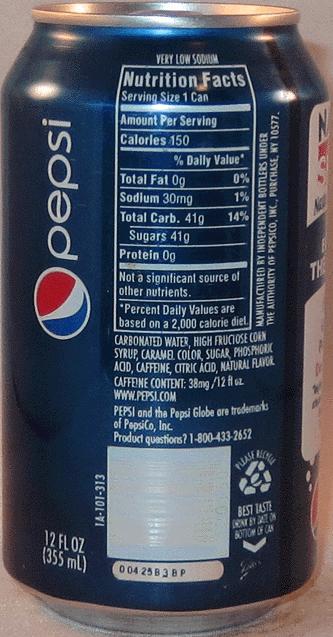 VERY LOW SODIUM
Nutrition Facts
Serving Size 1 Can
Amount Per Serving
Calories 150
% Daily Value*
Total Fat 0g 0%
Sodium 30mg 1%
Total Carb. 41g 14%
Sugars 41g
Protein 0g
Not a significant source of
other nutrients.
*Percent Daily Values are
based on a 2,000 calorie diet.
MANUFACTURED BY INDEPENDENT BOTTLERS UNDER
THE AUTHORITY OF PEPSICO, INC., PURCHASE, NY 10577.
CARBONATED WATER, HIGH FRUCTOSE CORN
SYRUP, CARAMEL COLOR, SUGAR, PHOSPHORIC
ACID, CAFFEINE, CITRIC ACID, NATURAL FLAVOR
CAFFEINE CONTENT: 38mg/12 fl oz.
WWW.PEPSI.COM
PEPSI and the Pepsi Globe are trademarks
of PepsiCo, Inc.
Product questions? 1-800-433-2652
pepsi
IA-101-313
PLEASE RECYCLE
BEST TASTE
DRINK BY DATE ON
BOTTOM OF CAN
12 FL OZ
(355 mL)
00425B3BP